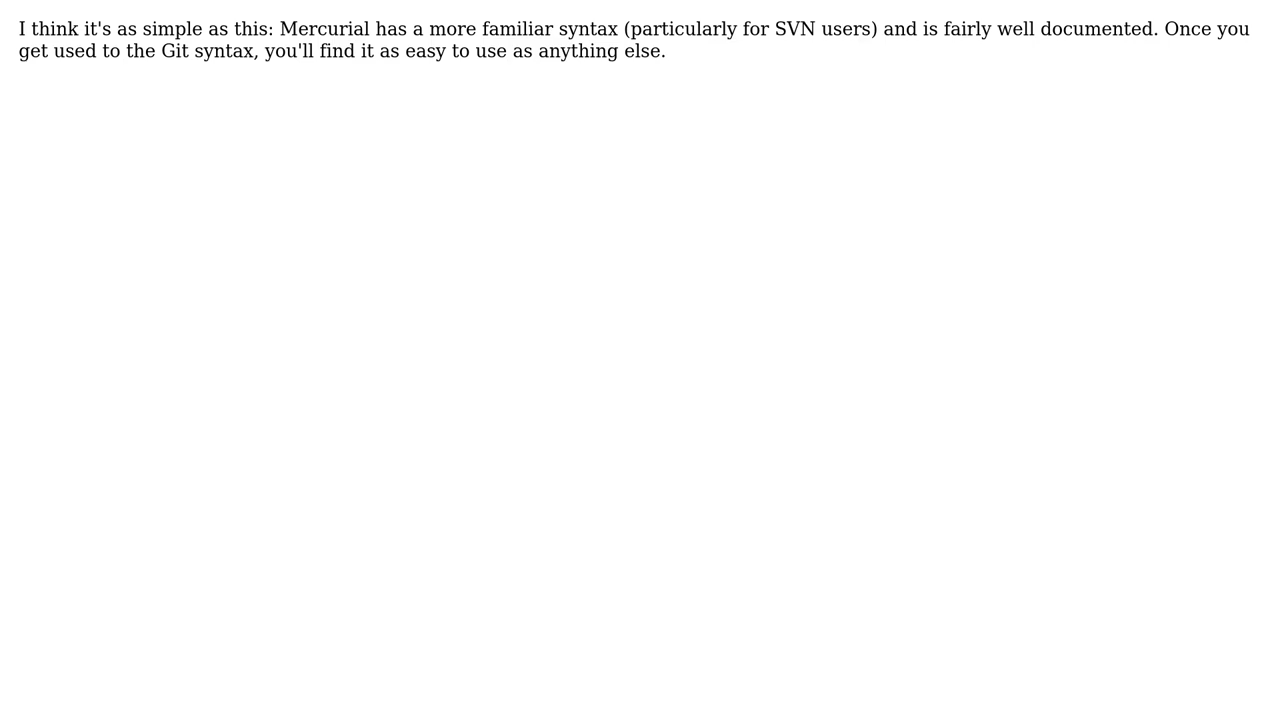 I think it's as simple as this: Mercurial has a more familiar syntax (particularly for SVN users) and is fairly well documented. Once you
get used to the Git syntax, you'll find it as easy to use as anything else.